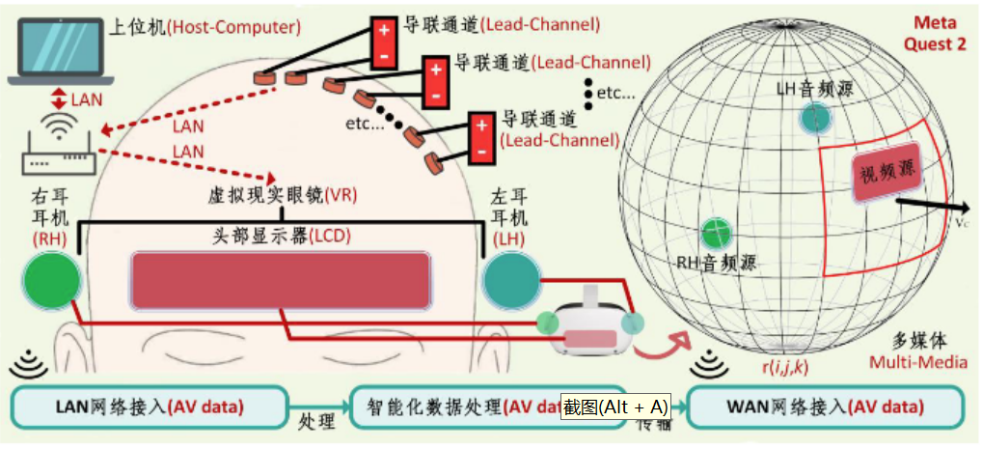 上位机(Host-Computer)
LAN
LAN
LAN
导联通道(Lead-Channel)
导联通道(Lead-Channel)
etc...
etc...
导联通道
(Lead-Channel)
+
-
+
-
+
-
虚拟现实眼镜(VR)
右耳
耳机
(RH)
左耳
耳机
(LH)
头部显示器(LCD)
Meta
Quest 2
LH音频源
视频源
Vc
RH音频源
r(i,j,k)
多媒体
Multi-Media
LAN网络接入(AV data)
处理
智能化数据处理(AV dat
截图(Alt + A)
传输
WAN网络接入(AV data)